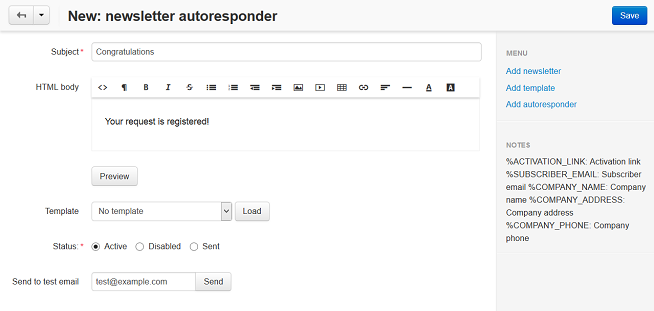 New: newsletter autoresponder
Save
Subject*
Congratulations
HTML body
<> ¶ B I S A A
Your request is registered!
Preview
Template
No template
Load
Status: *
Active
Disabled
Sent
Send to test email
test@example.com
Send
MENU
Add newsletter
Add template
Add autoresponder
NOTES
%ACTIVATION_LINK: Activation link
%SUBSCRIBER_EMAIL: Subscriber
email %COMPANY_NAME: Company
name %COMPANY_ADDRESS:
Company address
%COMPANY_PHONE: Company
phone